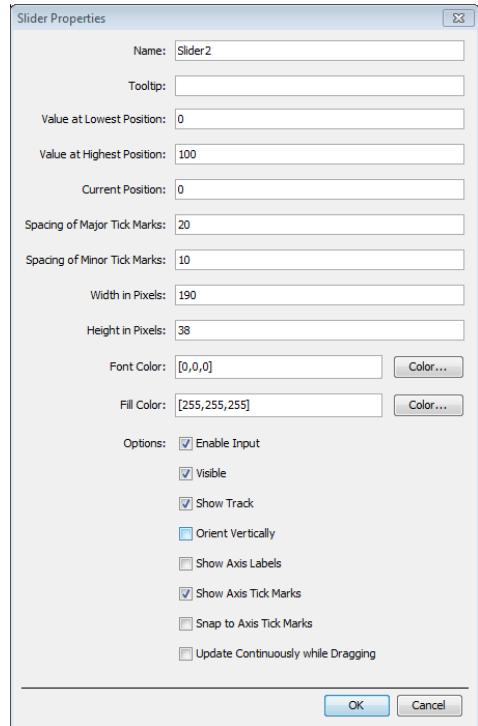 Slider Properties
Name: Slider2
Tooltip:
Value at Lowest Position: 0
Value at Highest Position: 100
Current Position: 0
Spacing of Major Tick Marks: 20
Spacing of Minor Tick Marks: 10
Width in Pixels: 190
Height in Pixels: 38
Font Color: [0,0,0] Color...
Fill Color: [255,255,255] Color...
Options: Enable Input
Visible
Show Track
Orient Vertically
Show Axis Labels
Show Axis Tick Marks
Snap to Axis Tick Marks
Update Continuously while Dragging
OK Cancel